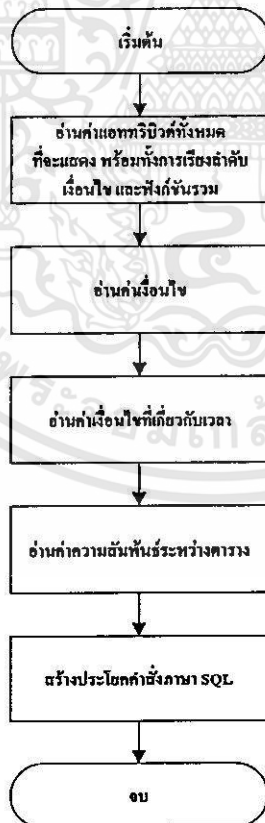 เริ่มต้น
อ่านค่าแอททริบิวต์ทั้งหมด
ที่จะแสดง พร้อมทั้งการเรียงลำดับ
เงื่อนไข และฟังก์ชันรวม
อ่านค่าเงื่อนไข
อ่านค่าเงื่อนไขที่เกี่ยวกับเวลา
อ่านค่าความสัมพันธ์ระหว่างตาราง
สร้างประโยคคำสั่งภาษา SQL
จบ